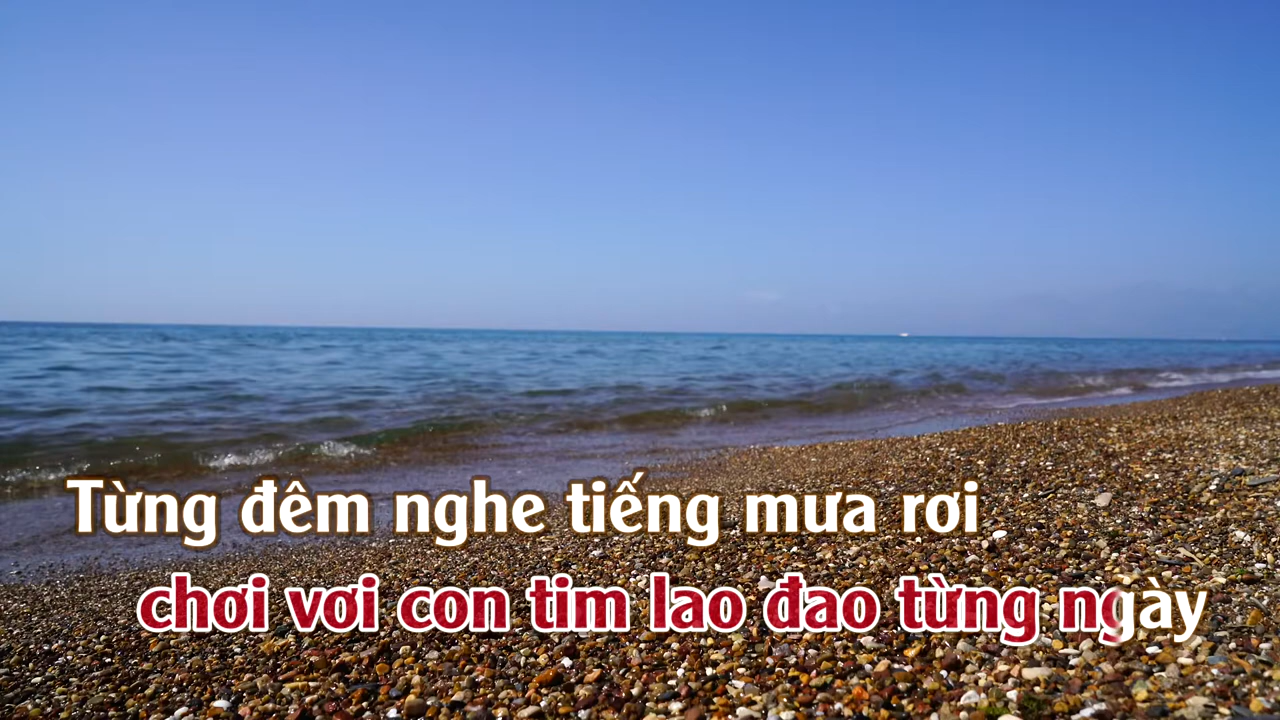 Từng đêm nghe tiếng mưa rơi
chơi vơi con tim lao đao từng ngày